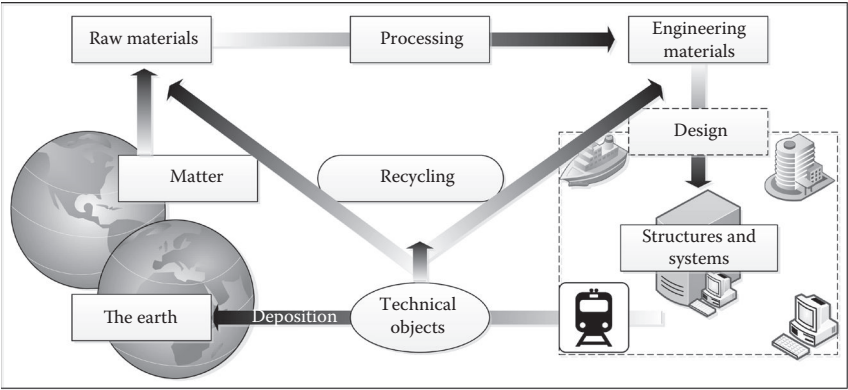 Raw materials
Processing
Engineering
materials
Design
Matter
Recycling
Structures and
systems
The earth
Deposition
Technical
objects